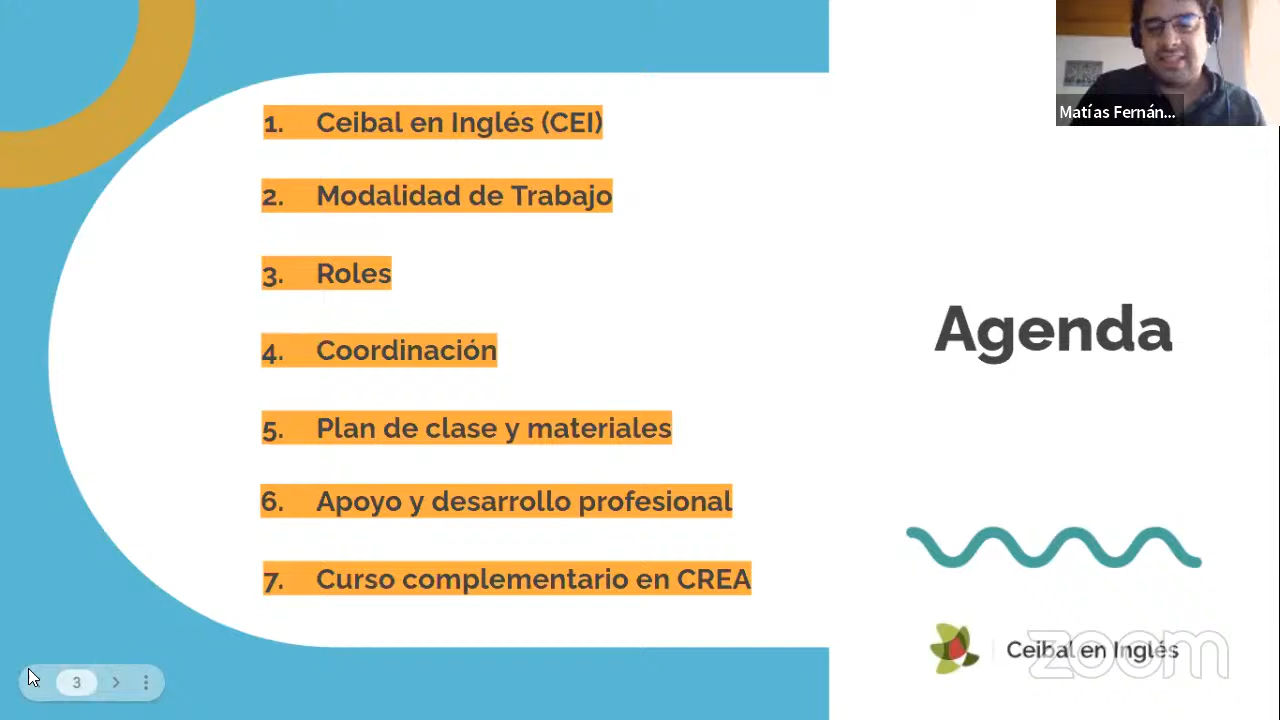 1. Ceibal en Inglés (CEI)
2. Modalidad de Trabajo
3. Roles
4. Coordinación
5. Plan de clase y materiales
6. Apoyo y desarrollo profesional
7. Curso complementario en CREA
Agenda
Matías Fernán...
Ceibal en Inglés
zoom
3